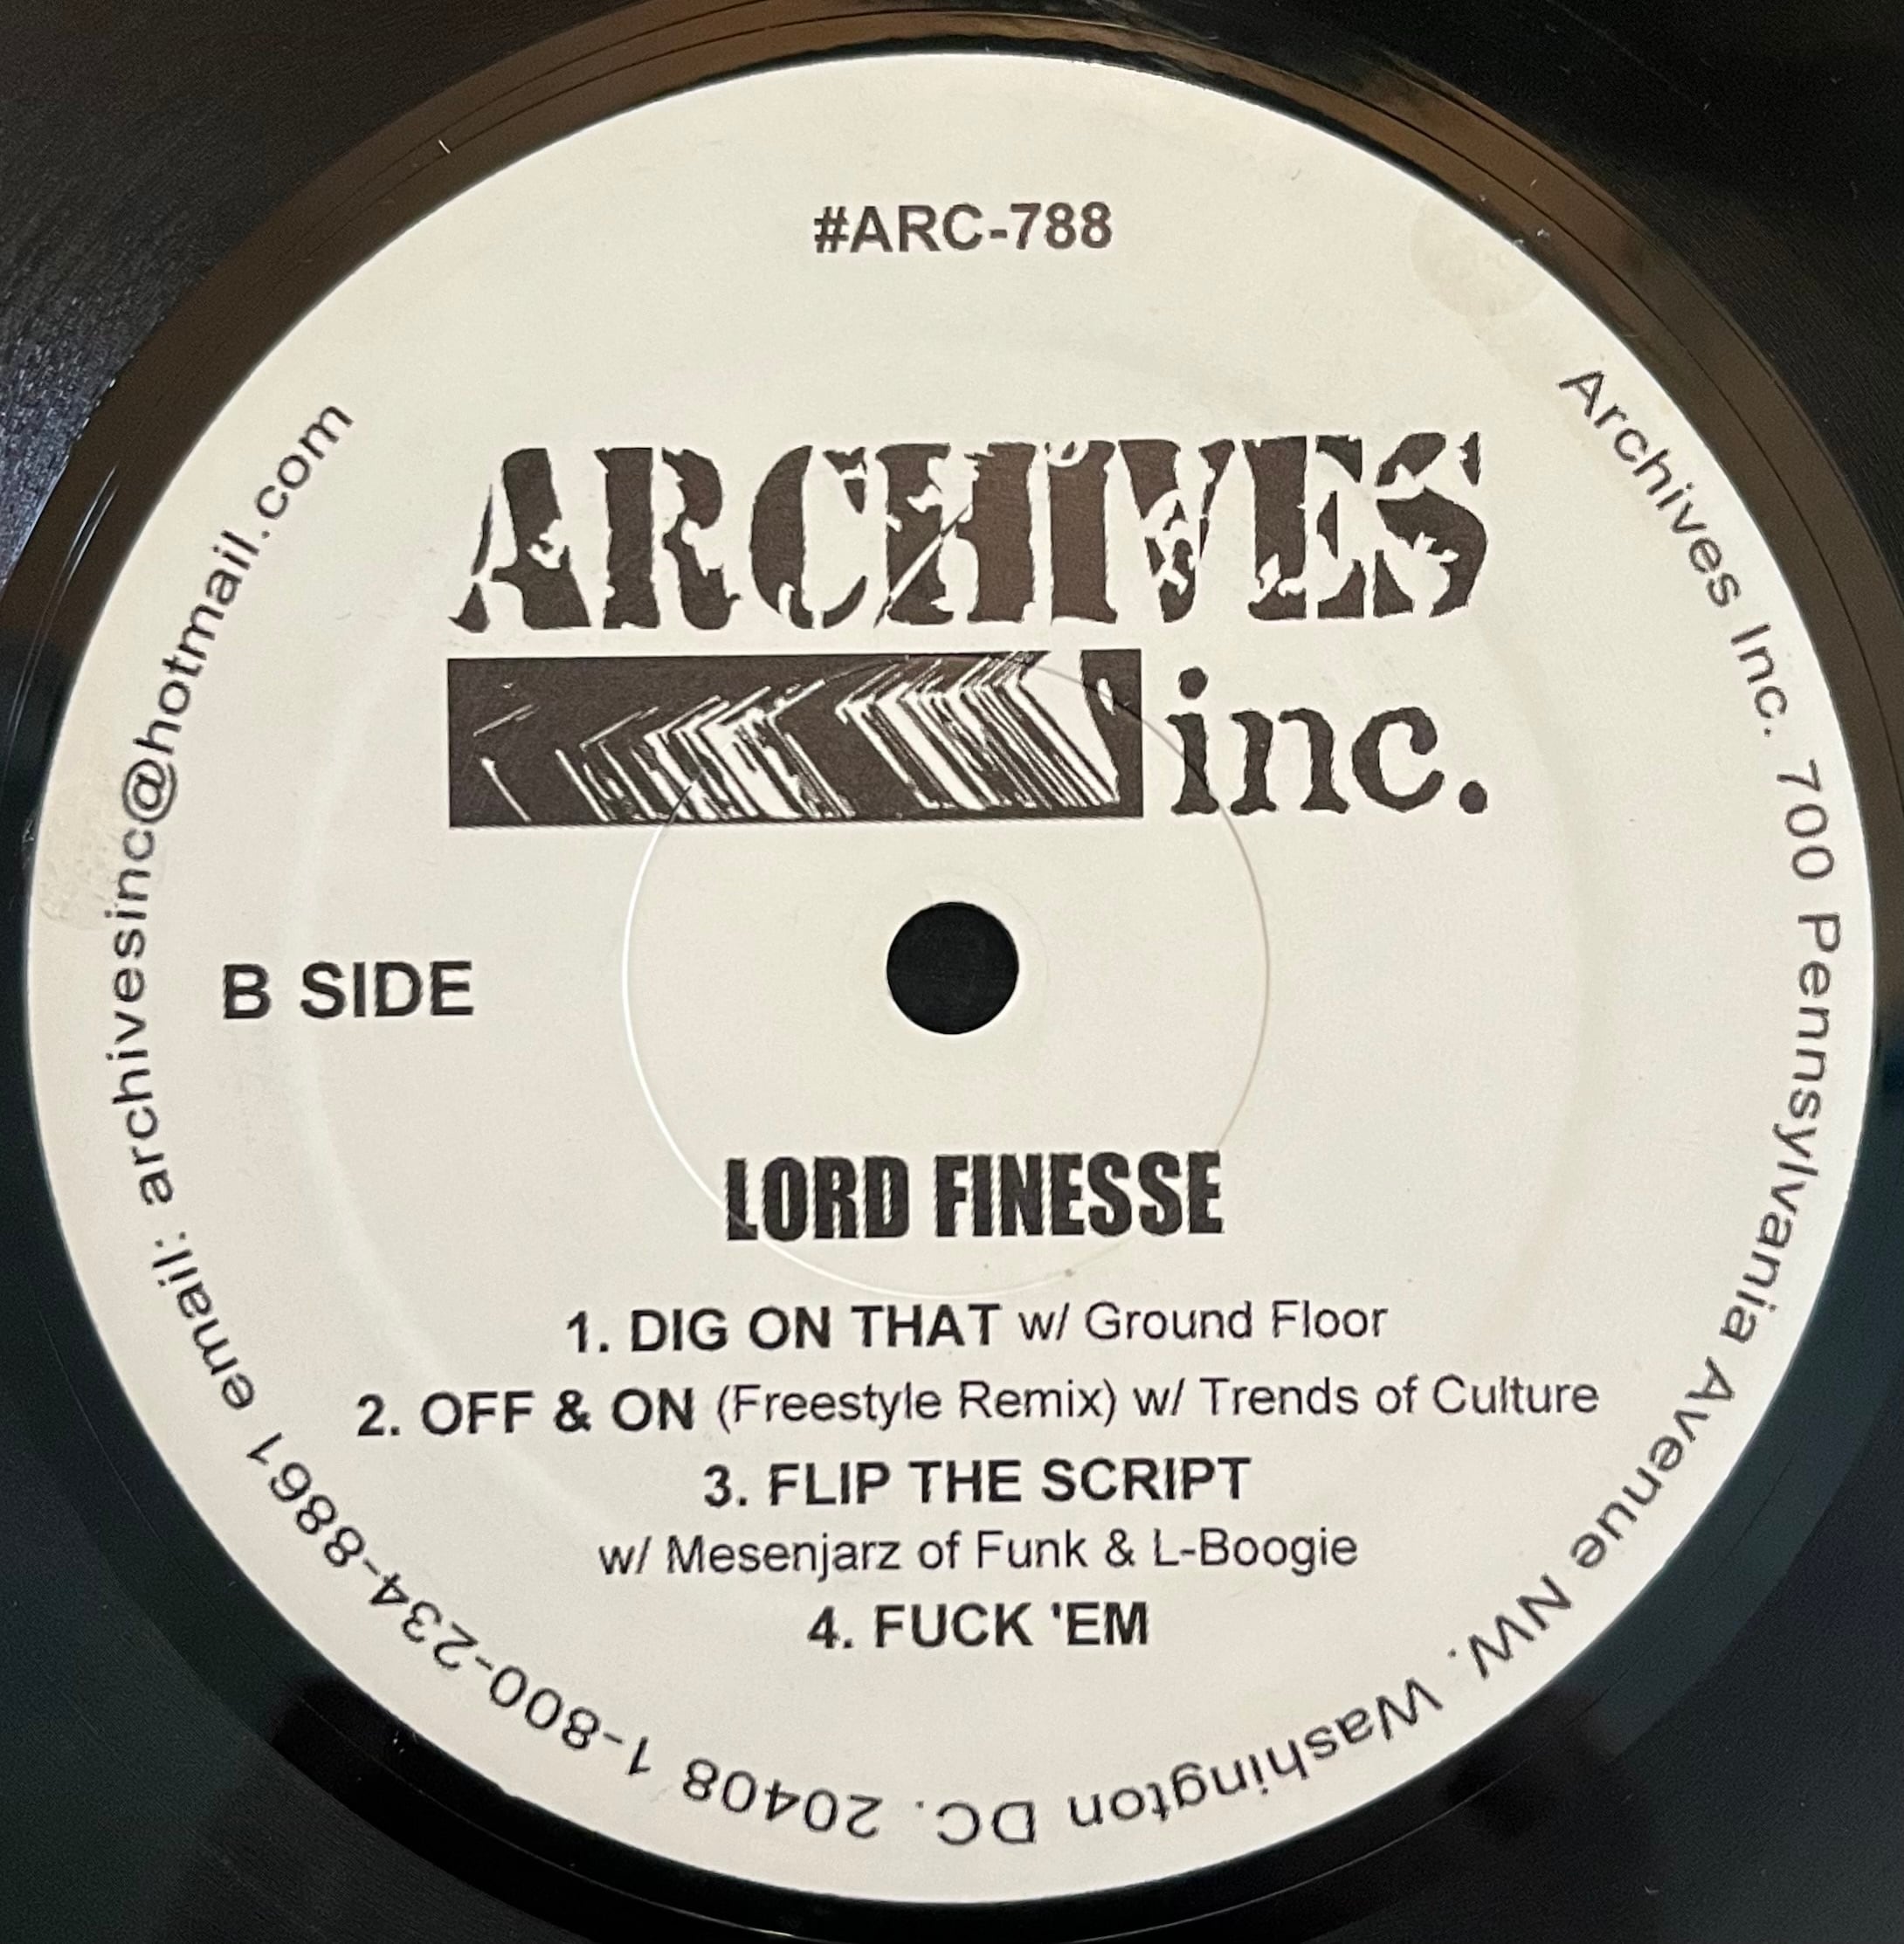 #ARC-788
ARCHIVES
inc.
B SIDE
LORD FINESSE
1. DIG ON THAT w/ Ground Floor
2. OFF & ON (Freestyle Remix) w/ Trends of Culture
3. FLIP THE SCRIPT
w/ Mesenjarz of Funk & L-Boogie
4. FUCK 'EM
Archives Inc. 700 Pennsylvania Avenue NW. Washington DC. 20408 1-800-234-8861 email: archivesinc@hotmail.com